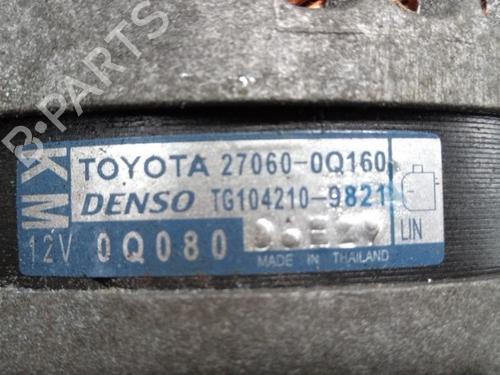 B-PARTS
KM
TOYOTA 27060-0Q160
DENSO TG104210-9821
12V 0Q080 LIN
MADE IN THAILAND